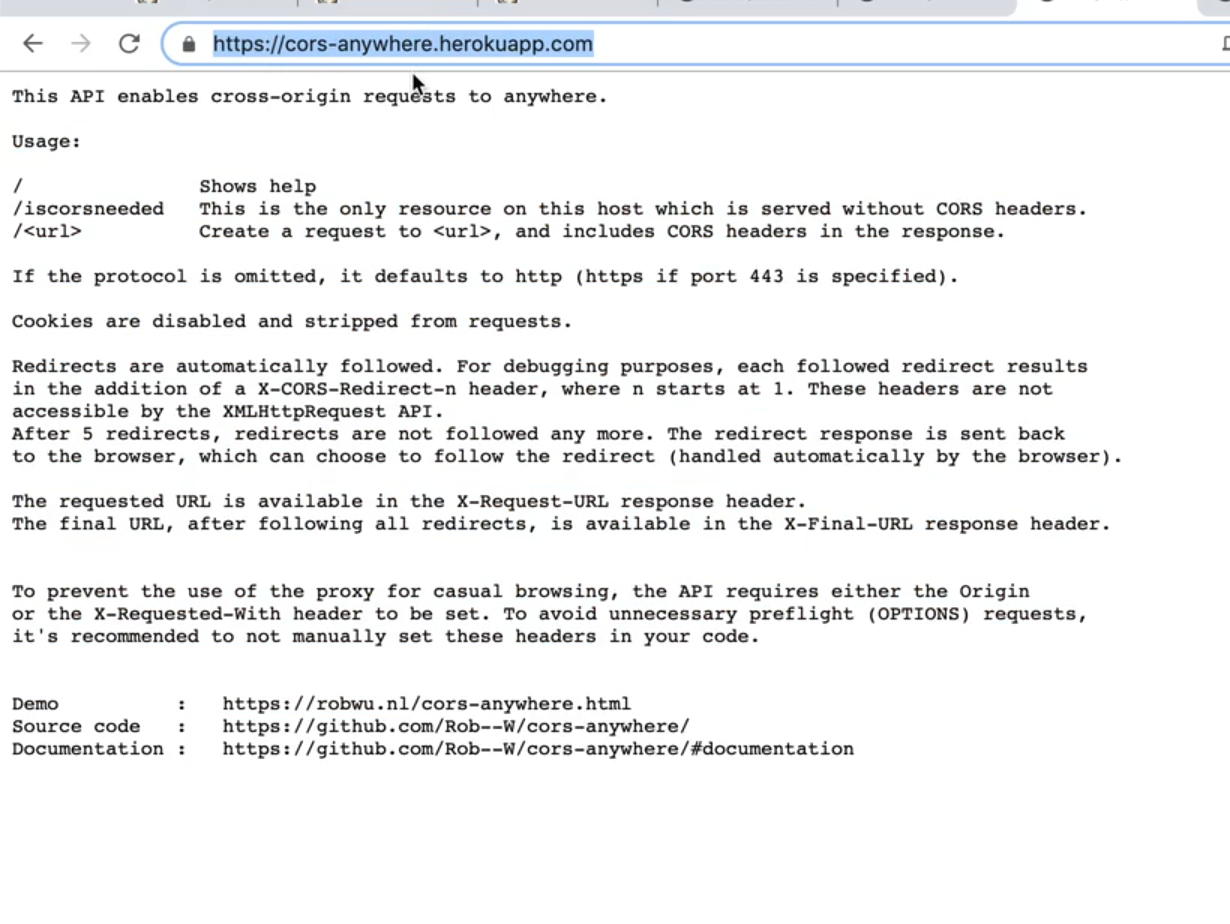 https://cors-anywhere.herokuapp.com
This API enables cross-origin requests to anywhere.
Usage:
/ Shows help
/iscorsneeded This is the only resource on this host which is served without CORS headers.
/<url> Create a request to <url>, and includes CORS headers in the response.
If the protocol is omitted, it defaults to http (https if port 443 is specified).
Cookies are disabled and stripped from requests.
Redirects are automatically followed. For debugging purposes, each followed redirect results
in the addition of a X-CORS-Redirect-n header, where n starts at 1. These headers are not
accessible by the XMLHttpRequest API.
After 5 redirects, redirects are not followed any more. The redirect response is sent back
to the browser, which can choose to follow the redirect (handled automatically by the browser).
The requested URL is available in the X-Request-URL response header.
The final URL, after following all redirects, is available in the X-Final-URL response header.
To prevent the use of the proxy for casual browsing, the API requires either the Origin
or the X-Requested-With header to be set. To avoid unnecessary preflight (OPTIONS) requests,
it's recommended to not manually set these headers in your code.
Demo : https://robwu.nl/cors-anywhere.html
Source code : https://github.com/Rob--W/cors-anywhere/
Documentation : https://github.com/Rob--W/cors-anywhere/#documentation